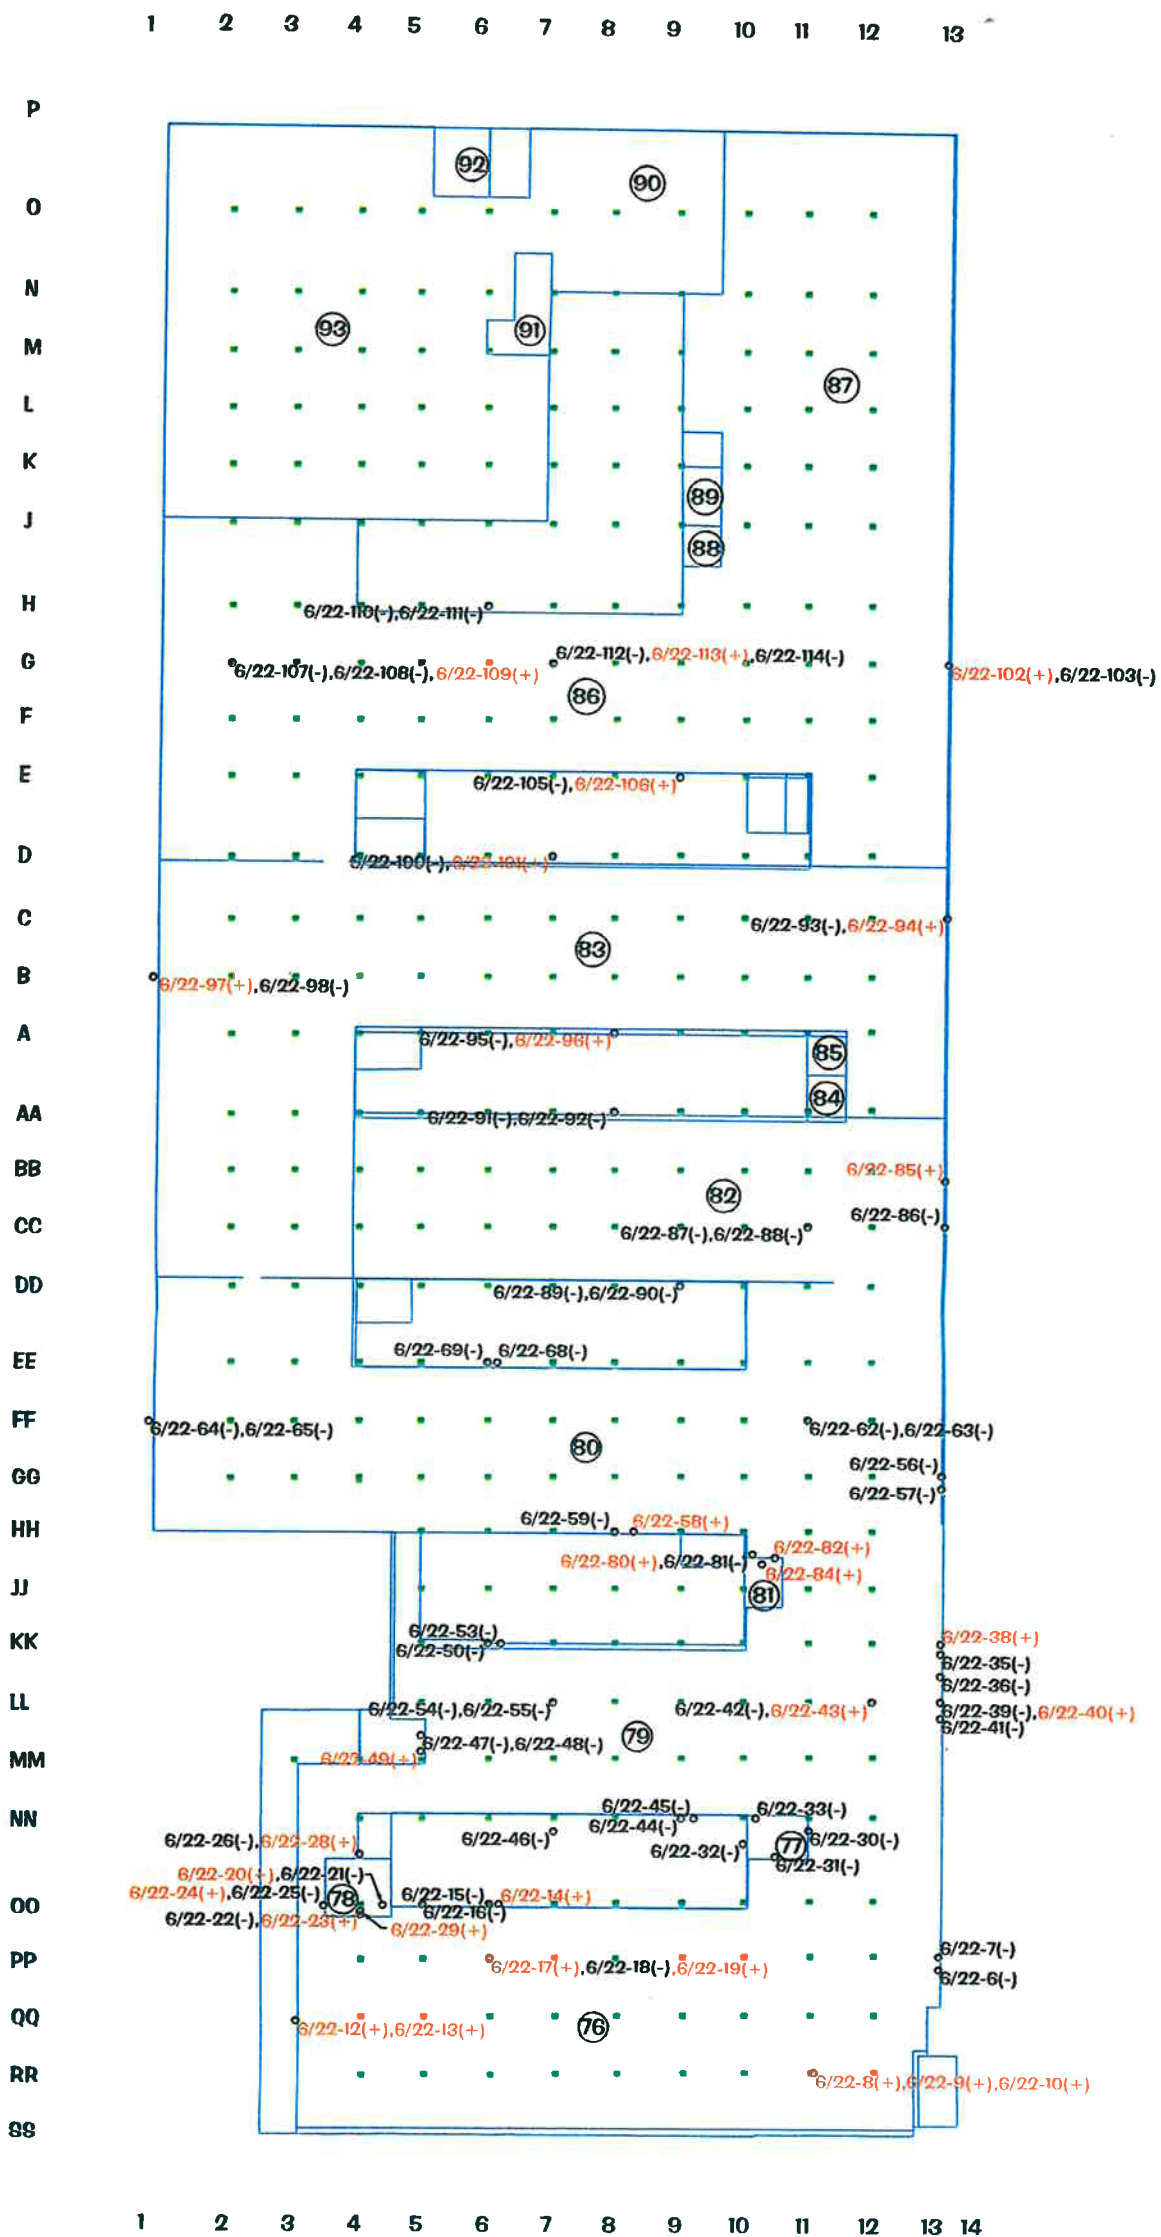 1 2 3 4 5 6 7 8 9 10 11 12 13
P
92
90
O
N
93
91
M
87
L
K
89
J
88
H
6/22-110(-),6/22-111(-)
G
6/22-112(-),6/22-113(+),6/22-114(-)
6/22-107(-),6/22-108(-),6/22-109(+)
6/22-102(+),6/22-103(-)
86
F
E
6/22-105(-),6/22-106(+)
D
6/22-100(-),6/22-101(+)
C
6/22-93(-),6/22-94(+)
83
B
6/22-97(+),6/22-98(-)
A
6/22-95(-),6/22-96(+)
85
84
AA
6/22-91(-),6/22-92(-)
BB
6/22-85(+)
82
CC
6/22-86(-)
6/22-87(-),6/22-88(-)
DD
6/22-89(-),6/22-90(-)
EE
6/22-69(-) 6/22-68(-)
FF
6/22-64(-),6/22-65(-)
6/22-62(-),6/22-63(-)
80
GG
6/22-56(-)
6/22-57(-)
HH
6/22-59(-) 6/22-58(+)
6/22-82(+)
6/22-80(+),6/22-81(-)
6/22-84(+)
JJ
81
KK
6/22-53(-)
6/22-50(-)
6/22-38(+)
6/22-35(-)
6/22-36(-)
LL
6/22-54(-),6/22-55(-)
6/22-42(-),6/22-43(+)
6/22-39(-),6/22-40(+)
6/22-41(-)
79
6/22-47(-),6/22-48(-)
MM
6/22-49(+)
NN
6/22-45(-)
6/22-33(-)
6/22-44(-)
6/22-46(-)
6/22-26(-),6/22-28(+)
6/22-32(-)
77
6/22-30(-)
6/22-31(-)
6/22-20(+),6/22-21(-)
6/22-24(+),6/22-25(-)
78
OO
6/22-15(-) 6/22-14(+)
6/22-16(-)
6/22-22(-),6/22-23(+)
6/22-29(+)
PP
6/22-17(+),6/22-18(-),6/22-19(+)
6/22-7(-)
6/22-6(-)
QQ
6/22-12(+),6/22-13(+)
76
RR
6/22-8(+),6/22-9(+),6/22-10(+)
SS
1 2 3 4 5 6 7 8 9 10 11 12 13 14